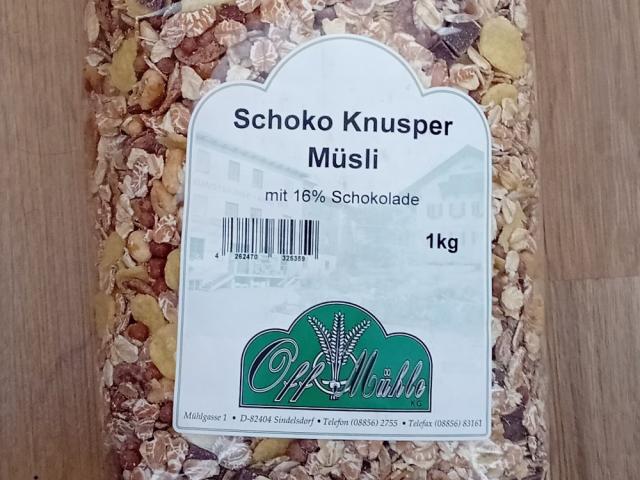 Schoko Knusper
Müsli
mit 16% Schokolade
1kg
4 262470 325359
Off Mühle
KG
Mühlgasse 1 • D-82404 Sindelsdorf • Telefon (08856) 2755 • Telefax (08856) 83161